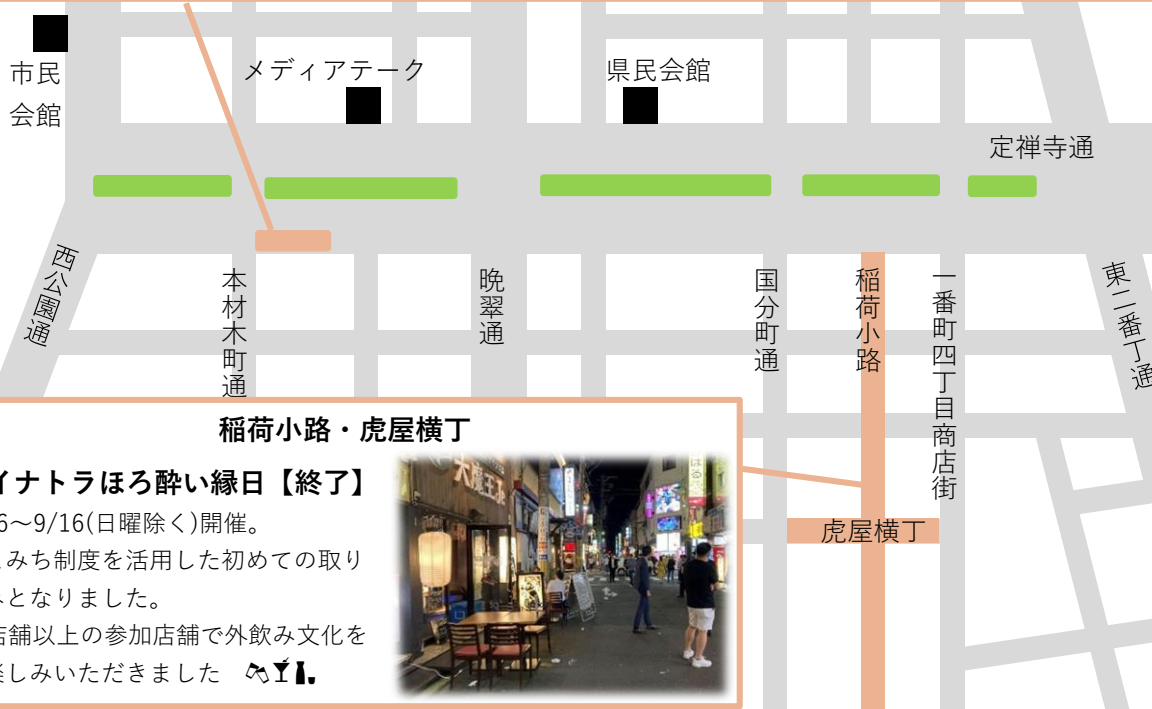 市民
会館
メディアテーク
県民会館
定禅寺通
西公園通
本材木町通
晩翠通
国分町通
稲荷小路
一番町四丁目商店街
東二番丁通
稲荷小路・虎屋横丁
イナトラほろ酔い縁日【終了】
6～9/16(日曜除く)開催。
みち制度を活用した初めての取り
となりました。
店舗以上の参加店舗で外飲み文化を
楽しみいただきました
虎屋横丁